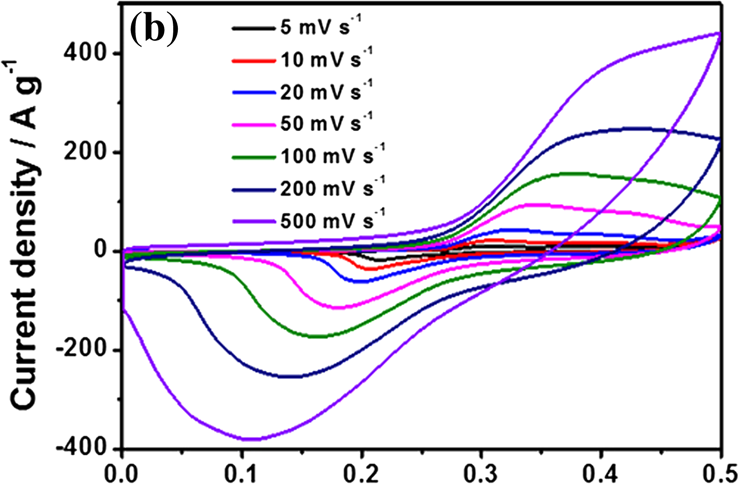 (b)
5 mV s⁻¹
10 mV s⁻¹
20 mV s⁻¹
50 mV s⁻¹
100 mV s⁻¹
200 mV s⁻¹
500 mV s⁻¹
Current density / A g⁻¹
400
200
0
-200
-400
0.0 0.1 0.2 0.3 0.4 0.5